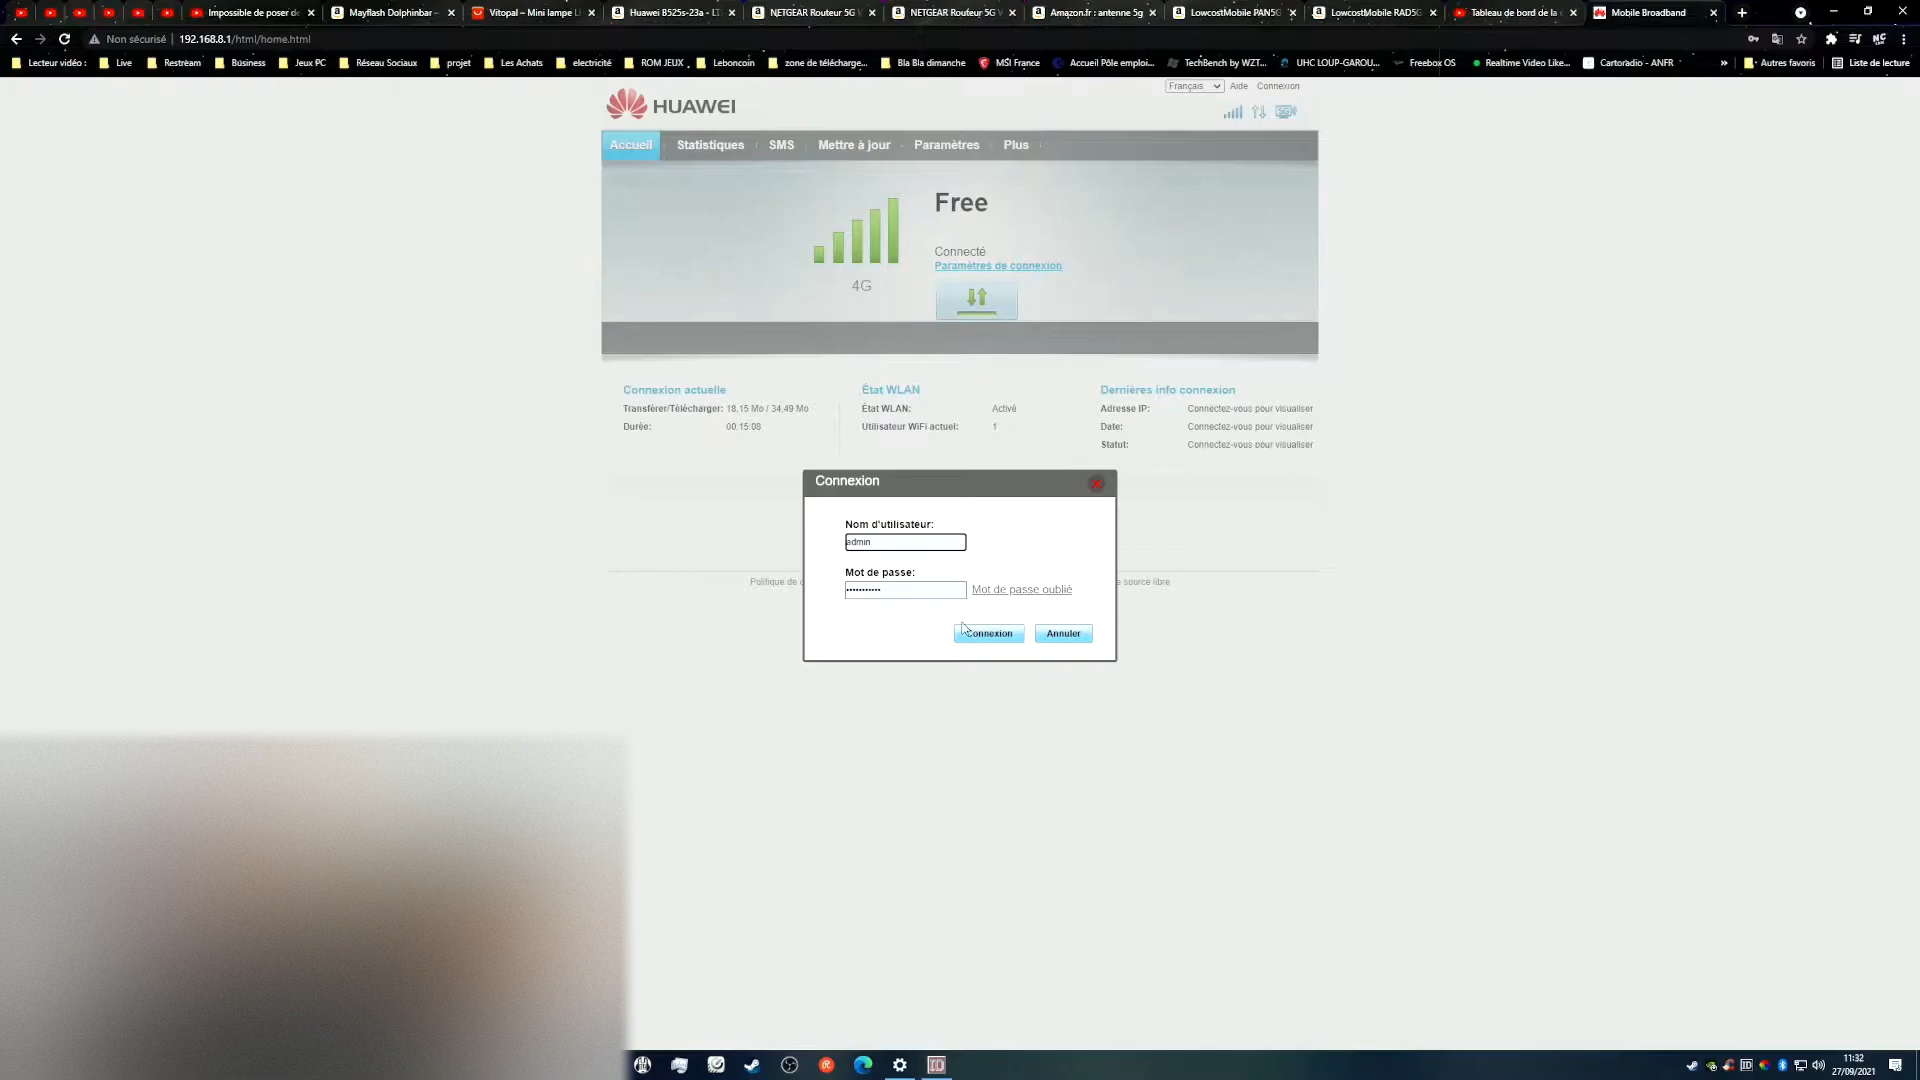 Impossible de poser de
Mayflash Dolphinbar -
Vitopal – Mini lampe L
Huawei B525s-23a - LT
NETGEAR Routeur 5G V
NETGEAR Routeur 5G V
Amazon.fr : antenne 5g
LowcostMobile PAN5G
LowcostMobile RAD5G
Tableau de bord de la
Mobile Broadband
Non sécurisé | 192.168.8.1/html/home.html
Lecteur vidéo :
Live
Restream
Business
Jeux PC
Réseau Sociaux
projet
Les Achats
electricité
ROM JEUX
Leboncoin
zone de télécharge...
Bla Bla dimanche
MSI France
Accueil Pôle emploi...
TechBench by WZT...
UHC LOUP-GAROU...
Freebox OS
Realtime Video Like...
Cartoradio - ANFR
»
Autres favoris
Liste de lecture
Français Aide Connexion
HUAWEI
5G
Accueil Statistiques SMS Mettre à jour Paramètres Plus
Free
Connecté
Paramètres de connexion
4G
Connexion actuelle
Transférer/Télécharger: 18,15 Mo / 34,49 Mo
Durée: 00:15:08
État WLAN
État WLAN: Activé
Utilisateur WiFi actuel: 1
Dernières info connexion
Adresse IP: Connectez-vous pour visualiser
Date: Connectez-vous pour visualiser
Statut: Connectez-vous pour visualiser
Connexion
Nom d'utilisateur:
admin
Mot de passe:
•••••••••••
Mot de passe oublié
Connexion Annuler
Politique de
e source libre
11:32
27/09/2021